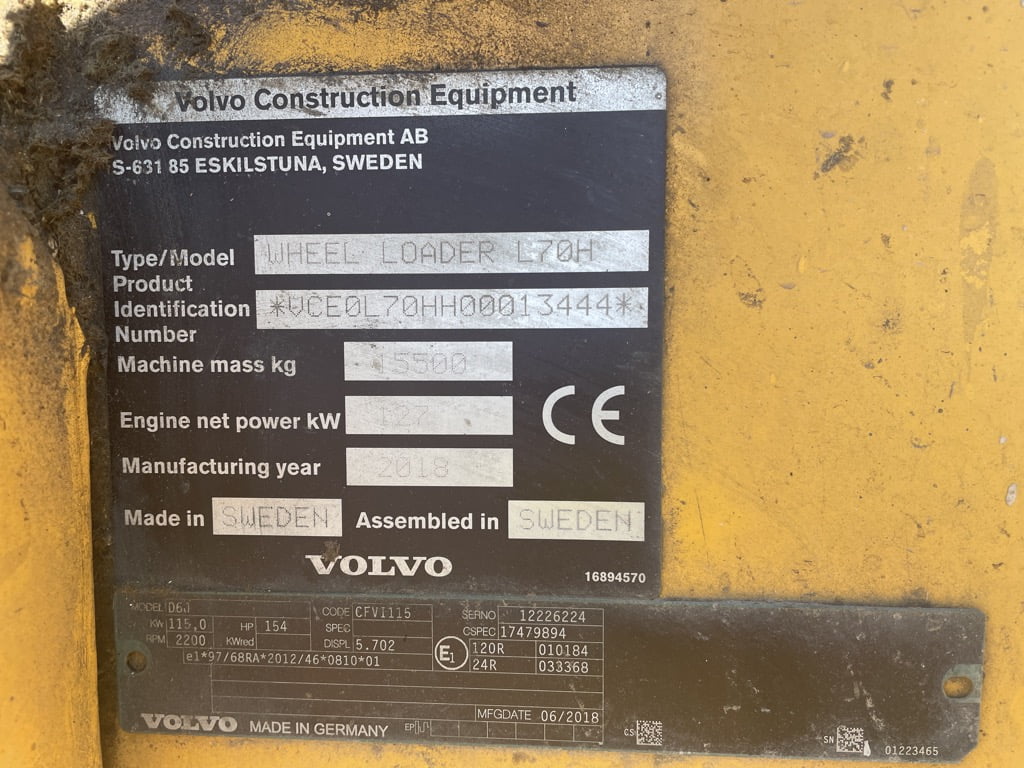 Volvo Construction Equipment
Volvo Construction Equipment AB
S-631 85 ESKILSTUNA, SWEDEN
Type/Model WHEEL LOADER L70H
Product
Identification *VCE0L70HH00013444*
Number
Machine mass kg 15500
Engine net power kW 127
CE
Manufacturing year 2018
Made in SWEDEN Assembled in SWEDEN
VOLVO
16894570
MODEL D6J CODE CFVI115 SERNO 12226224
KW 115,0 HP 154 SPEC CSPEC 17479894
RPM 2200 KWred DISPL 5.702 E1 120R 010184
e1*97/68RA*2012/46*0810*01 24R 033368
MFGDATE 06/2018
VOLVO MADE IN GERMANY EP
CS SN 01223465